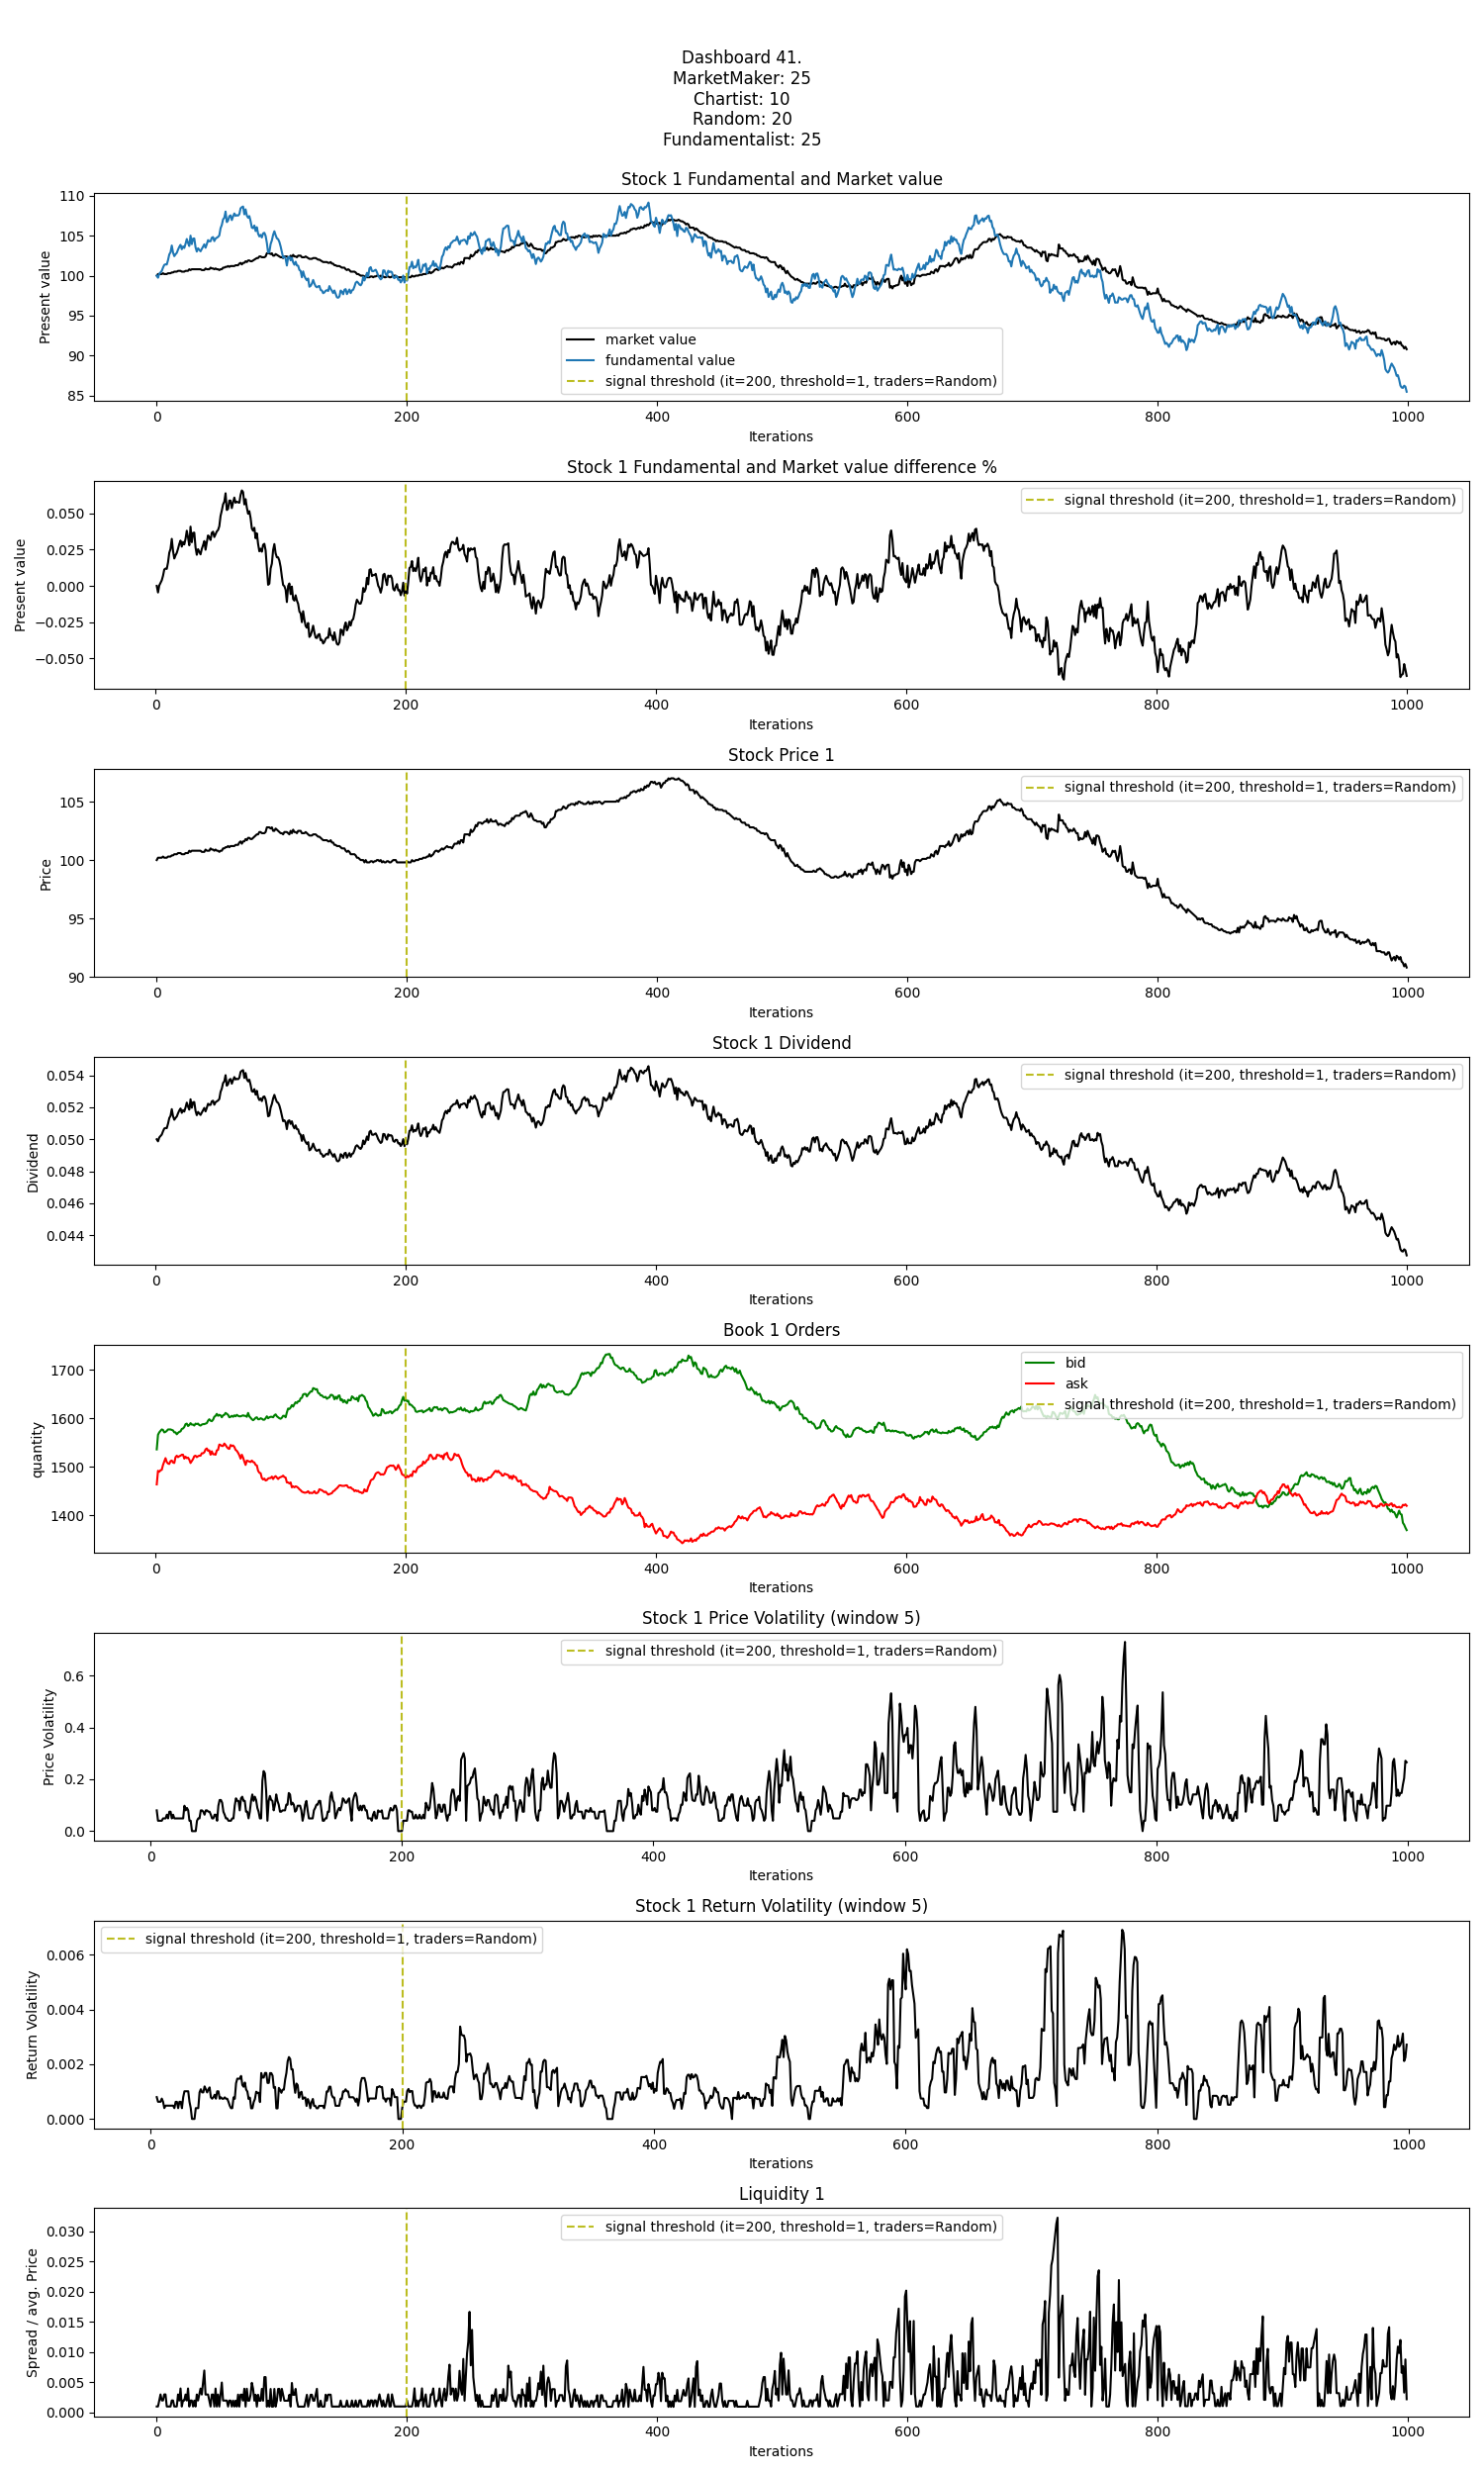 Dashboard 41.
MarketMaker: 25
Chartist: 10
Random: 20
Fundamentalist: 25
Stock 1 Fundamental and Market value
Present value
110
105
100
95
90
85
market value
fundamental value
signal threshold (it=200, threshold=1, traders=Random)
0 200 400 600 800 1000
Iterations
Stock 1 Fundamental and Market value difference %
Present value
0.050
0.025
0.000
−0.025
−0.050
signal threshold (it=200, threshold=1, traders=Random)
0 200 400 600 800 1000
Iterations
Stock Price 1
Price
105
100
95
90
signal threshold (it=200, threshold=1, traders=Random)
0 200 400 600 800 1000
Iterations
Stock 1 Dividend
Dividend
0.054
0.052
0.050
0.048
0.046
0.044
signal threshold (it=200, threshold=1, traders=Random)
0 200 400 600 800 1000
Iterations
Book 1 Orders
quantity
1700
1600
1500
1400
bid
ask
signal threshold (it=200, threshold=1, traders=Random)
0 200 400 600 800 1000
Iterations
Stock 1 Price Volatility (window 5)
Price Volatility
0.6
0.4
0.2
0.0
signal threshold (it=200, threshold=1, traders=Random)
0 200 400 600 800 1000
Iterations
Stock 1 Return Volatility (window 5)
Return Volatility
0.006
0.004
0.002
0.000
signal threshold (it=200, threshold=1, traders=Random)
0 200 400 600 800 1000
Iterations
Liquidity 1
Spread / avg. Price
0.030
0.025
0.020
0.015
0.010
0.005
0.000
signal threshold (it=200, threshold=1, traders=Random)
0 200 400 600 800 1000
Iterations